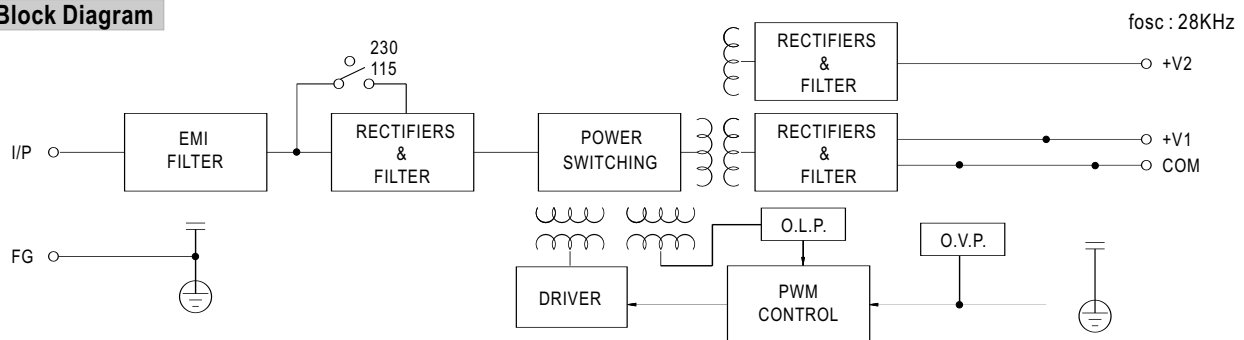 Block Diagram
fosc : 28KHz
230
115
RECTIFIERS
&
FILTER
+V2
I/P
EMI
FILTER
RECTIFIERS
&
FILTER
POWER
SWITCHING
RECTIFIERS
&
FILTER
+V1
COM
FG
O.L.P.
O.V.P.
DRIVER
PWM
CONTROL